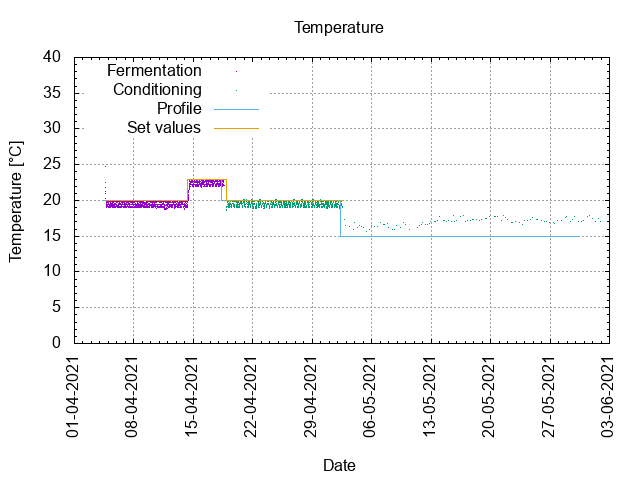 Temperature
Temperature [°C]
40
35
30
25
20
15
10
5
0
Fermentation
Conditioning
Profile
Set values
01-04-2021
08-04-2021
15-04-2021
22-04-2021
29-04-2021
06-05-2021
13-05-2021
20-05-2021
27-05-2021
03-06-2021
Date